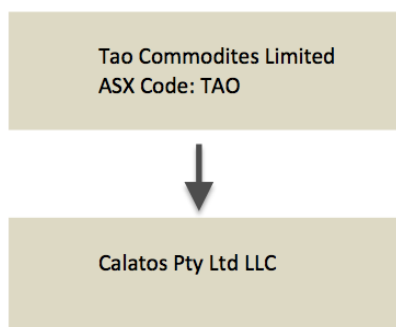 Tao Commodites Limited
ASX Code: TAO
Calatos Pty Ltd LLC